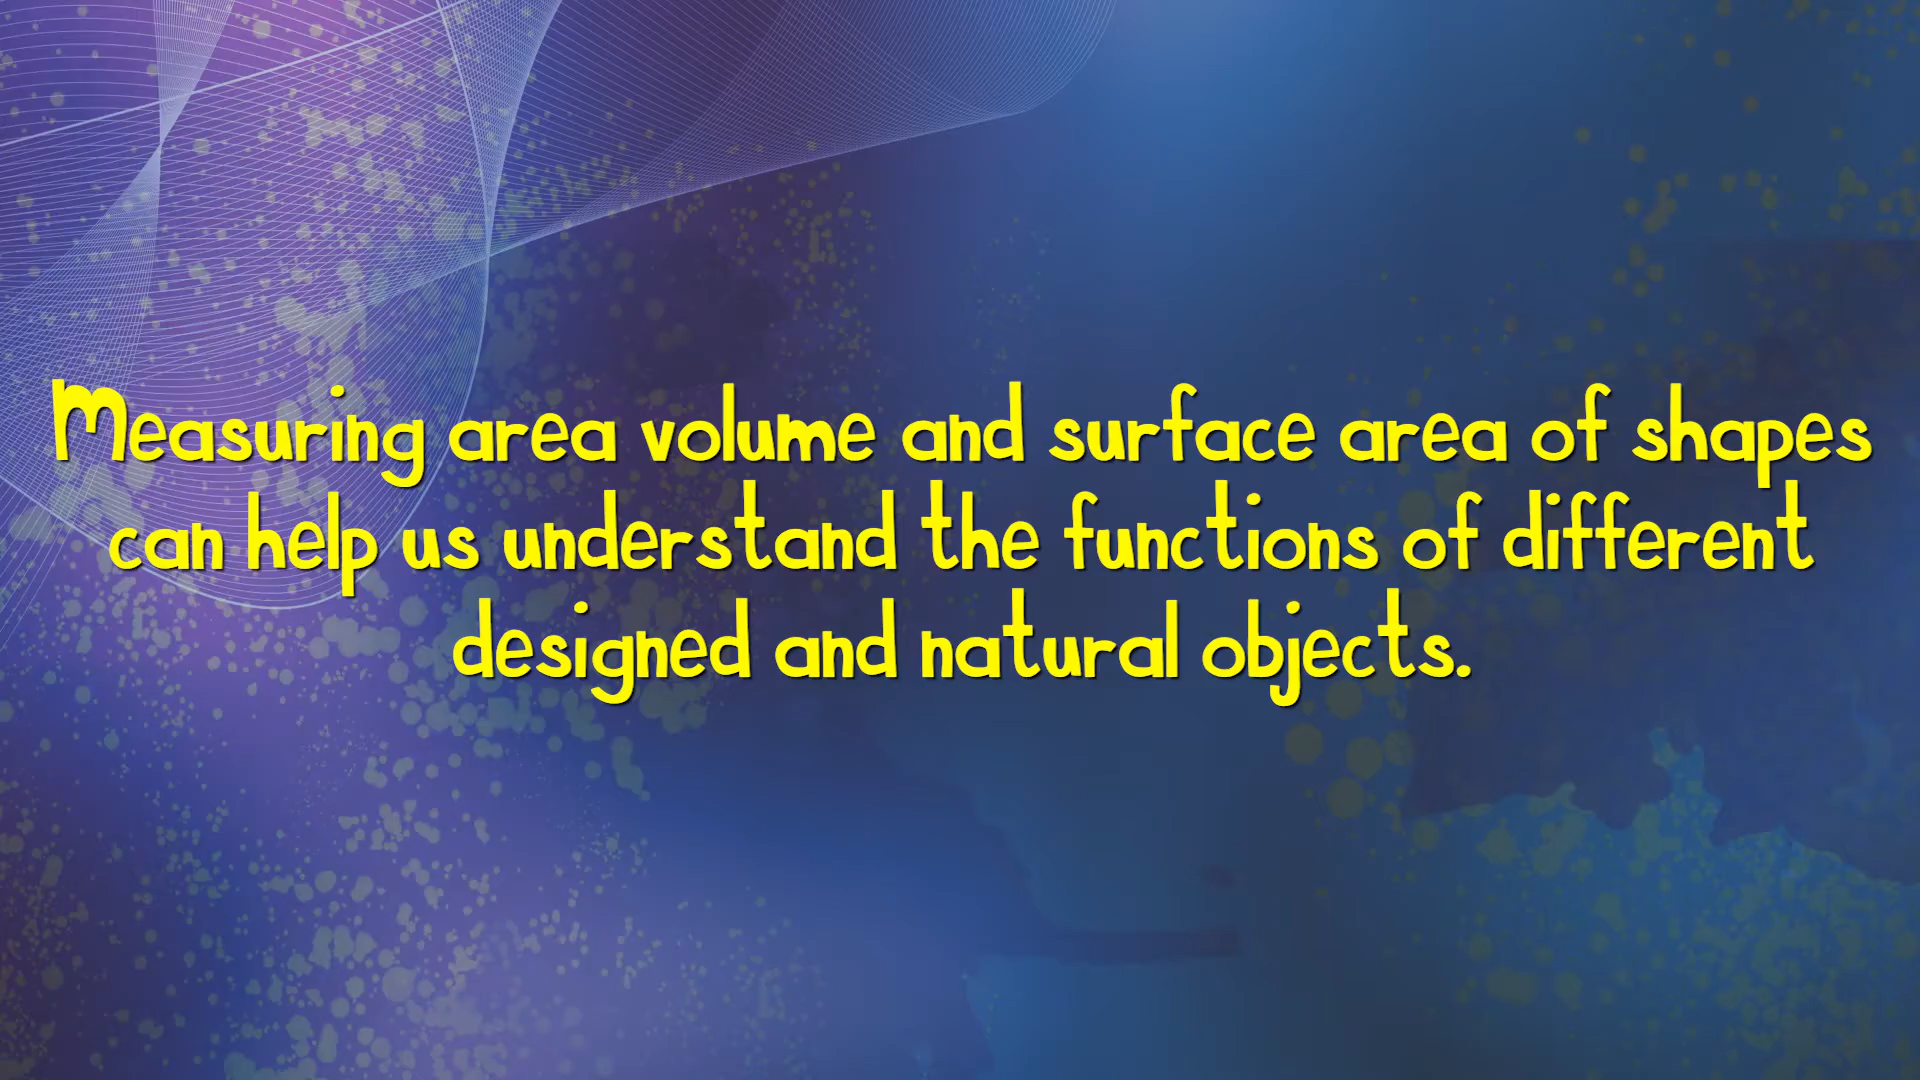 Measuring area volume and surface area of shapes
can help us understand the functions of different
designed and natural objects.